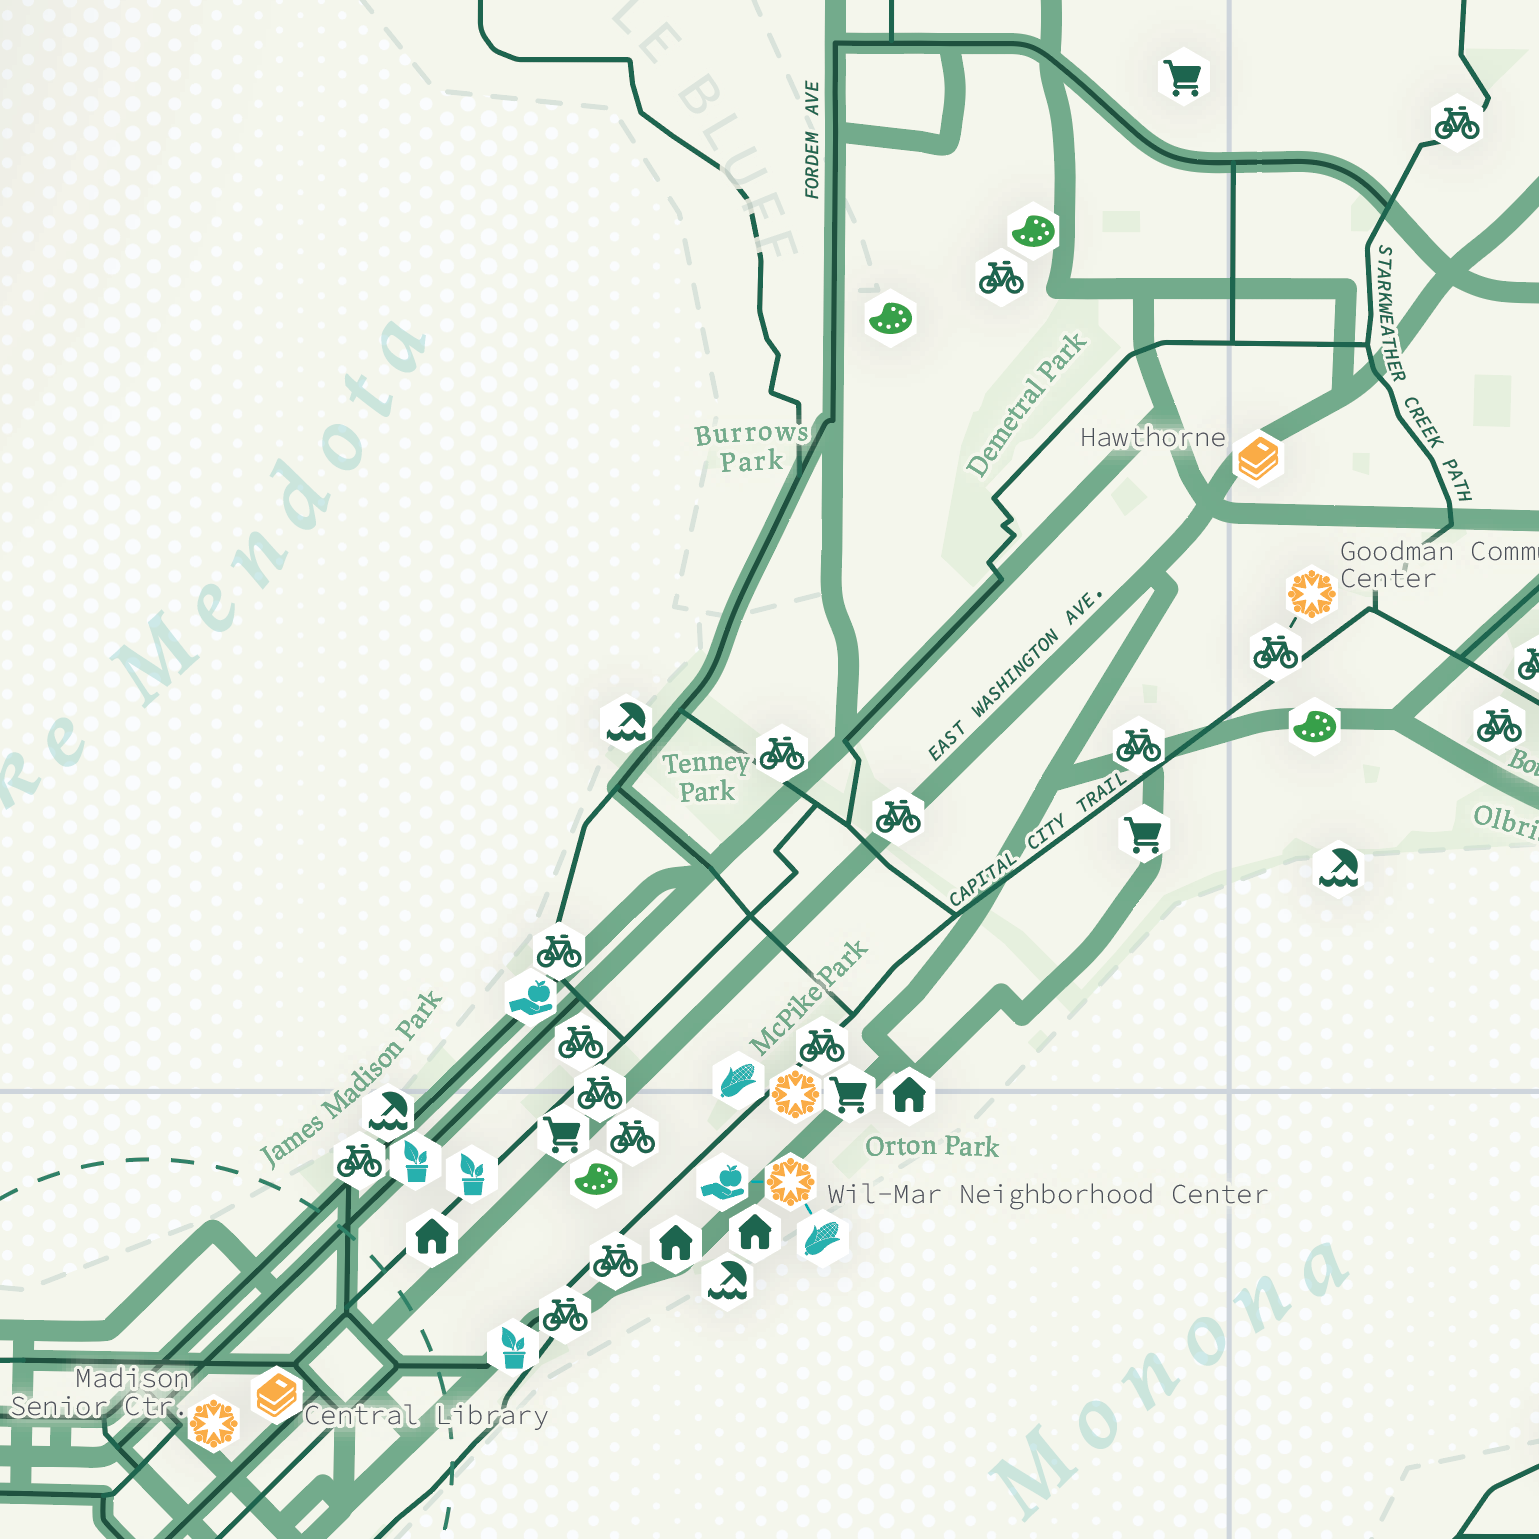 LE BLUFF
FORDEM AVE
ke Mendota
Burrows
Park
Demetral Park
Hawthorne
STARKWEATHER CREEK PATH
Goodman Commu
Center
EAST WASHINGTON AVE.
Tenney
Park
CAPITAL CITY TRAIL
Olbri
McPike Park
James Madison Park
Orton Park
Wil-Mar Neighborhood Center
Monona
Madison
Senior Ctr.
Central Library